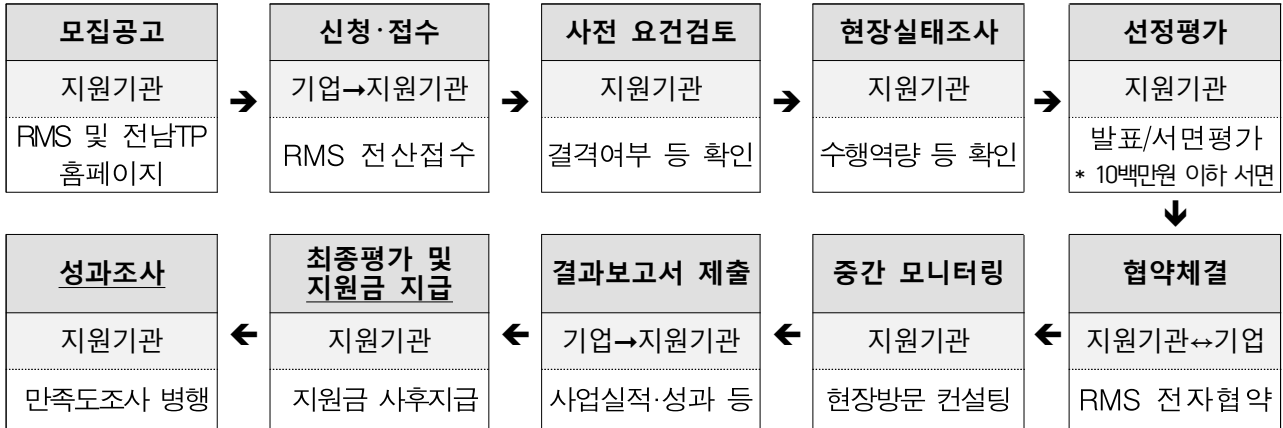 모집공고
지원기관
RMS 및 전남TP
홈페이지
➔
신청·접수
기업➞지원기관
RMS 전산접수
➔
사전 요건검토
지원기관
결격여부 등 확인
➔
현장실태조사
지원기관
수행역량 등 확인
➔
선정평가
지원기관
발표/서면평가
* 10백만원 이하 서면
🡻
협약체결
지원기관↔기업
RMS 전자협약
🡸
중간 모니터링
지원기관
현장방문 컨설팅
🡸
결과보고서 제출
기업➞지원기관
사업실적·성과 등
🡸
최종평가 및
지원금 지급
지원기관
지원금 사후지급
🡸
성과조사
지원기관
만족도조사 병행